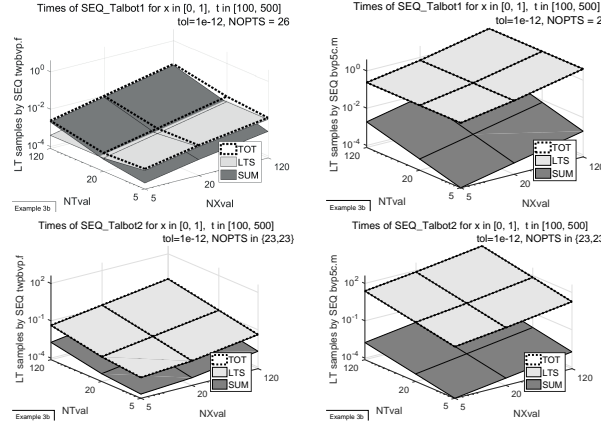 Times of SEQ_Talbot1 for x in [0, 1], t in [100, 500]
tol=1e-12, NOPTS = 26
LT samples by SEQ twpbvp.f
10^0
10^-2
10^-4
120
20
5
5
20
120
NTval
NXval
TOT
LTS
SUM
Example 3b
Times of SEQ_Talbot1 for x in [0, 1], t in [100, 500]
tol=1e-12, NOPTS = 2
LT samples by SEQ bvp5c.m
10^0
10^-2
10^-4
120
20
5
5
20
120
NTval
NXval
TOT
LTS
SUM
Example 3b
Times of SEQ_Talbot2 for x in [0, 1], t in [100, 500]
tol=1e-12, NOPTS in {23,23}
LT samples by SEQ twpbvp.f
10^2
10^-1
10^-4
120
20
5
5
20
120
NTval
NXval
TOT
LTS
SUM
Example 3b
Times of SEQ_Talbot2 for x in [0, 1], t in [100, 500]
tol=1e-12, NOPTS in {23,23
LT samples by SEQ bvp5c.m
10^2
10^-1
10^-4
120
20
5
5
20
120
NTval
NXval
TOT
LTS
SUM
Example 3b